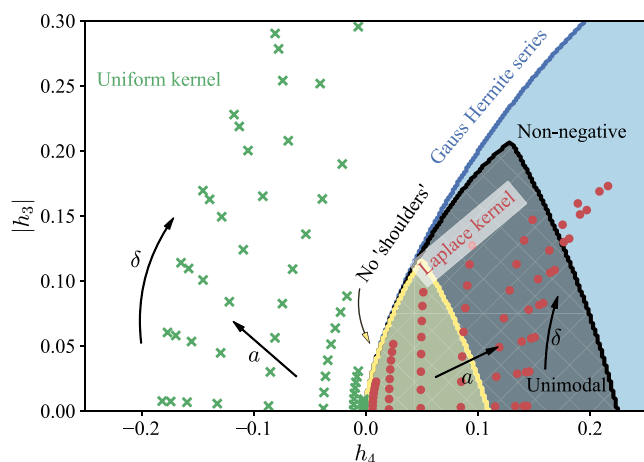 0.30
0.25
0.20
0.15
0.10
0.05
0.00
|h₃|
Uniform kernel
Gauss Hermite series
Non-negative
No 'shoulders'
Laplace kernel
δ
a
a
δ
Unimodal
−0.2
−0.1
0.0
0.1
0.2
h₄